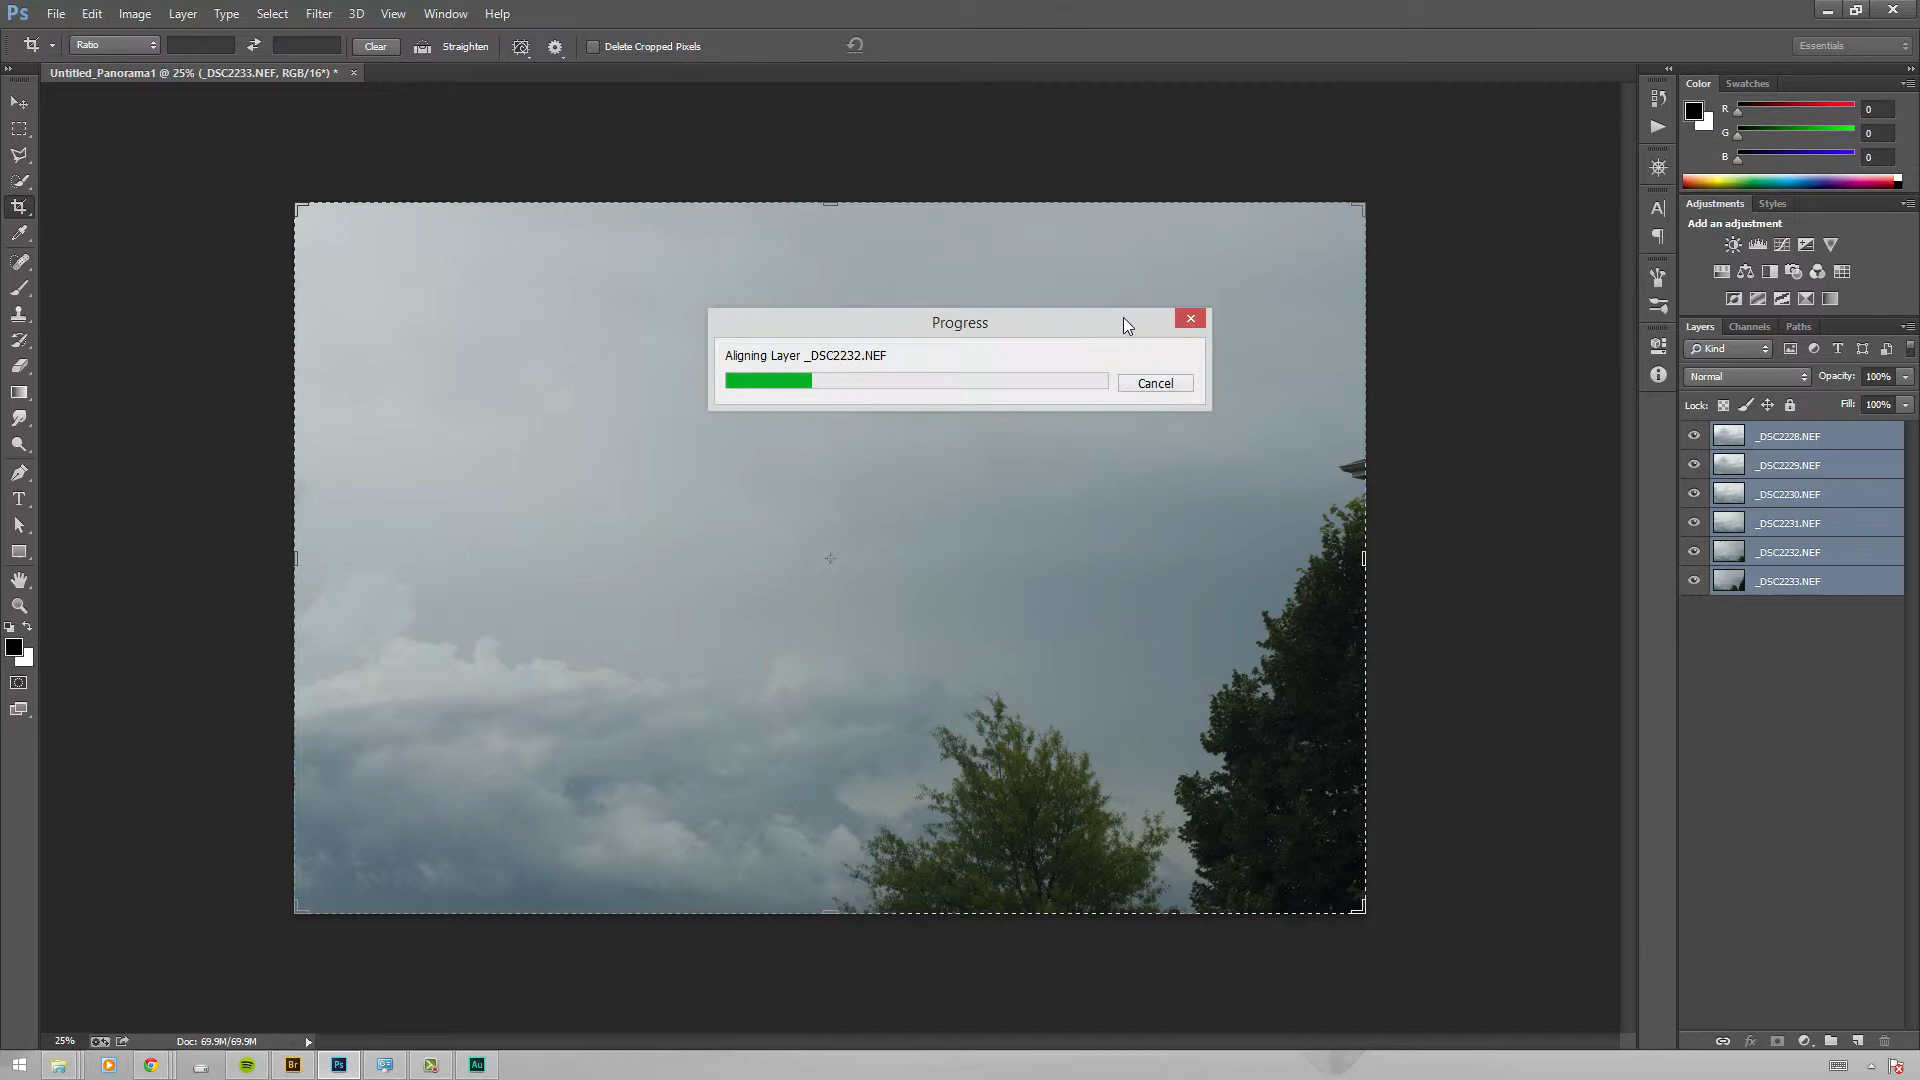 Ps File Edit Image Layer Type Select Filter 3D View Window Help
Ratio Clear Straighten Delete Cropped Pixels Essentials
Untitled_Panorama1 @ 25% (_DSC2233.NEF, RGB/16*) *
Color Swatches
R 0
G 0
B 0
Adjustments Styles
Add an adjustment
Progress
Aligning Layer _DSC2232.NEF
Cancel
Layers Channels Paths
Kind
Normal Opacity: 100%
Lock: Fill: 100%
_DSC2228.NEF
_DSC2229.NEF
_DSC2230.NEF
_DSC2231.NEF
_DSC2232.NEF
_DSC2233.NEF
25% Doc: 69.9M/69.9M
Br Ps Au